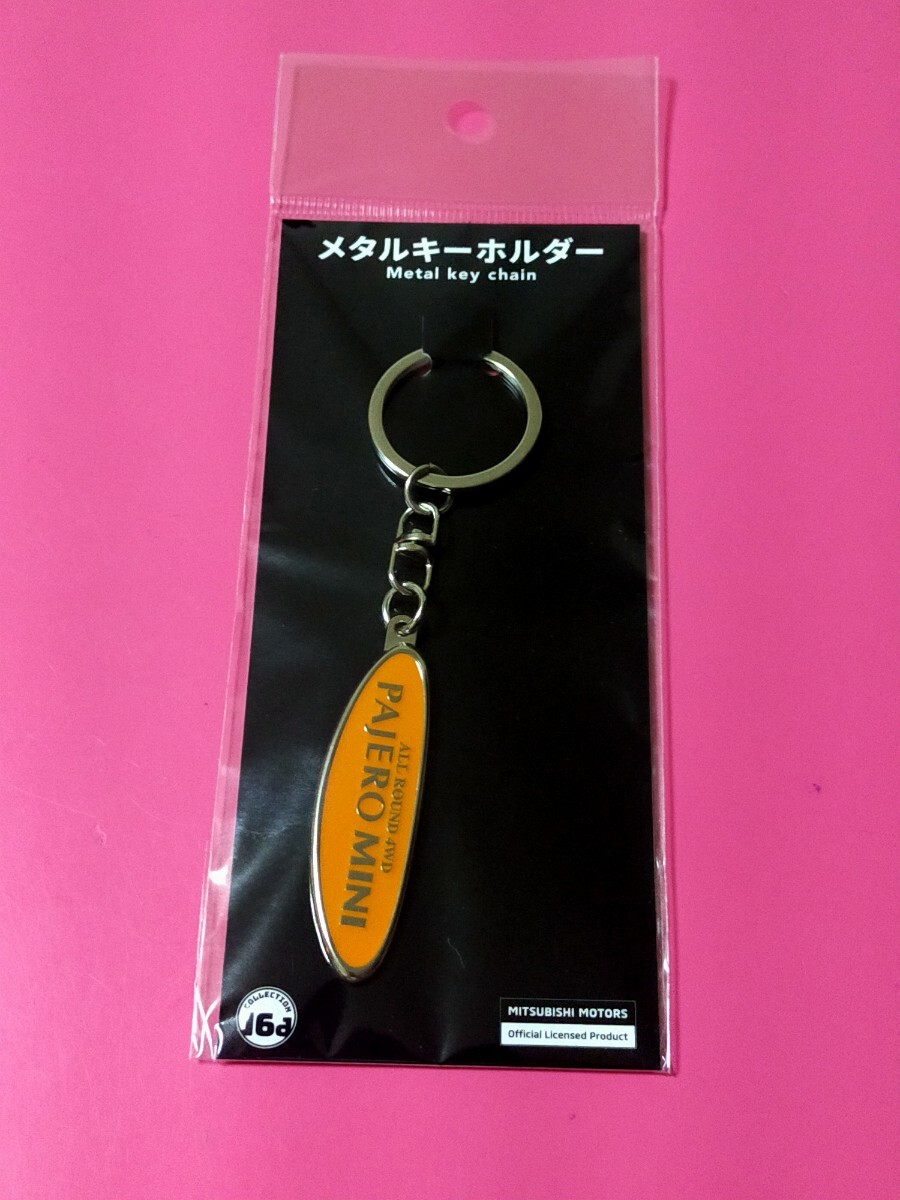 メタルキーホルダー
Metal key chain
ALL ROUND 4WD
PAJERO MINI
COLLECTION
MITSUBISHI MOTORS
Official Licensed Product